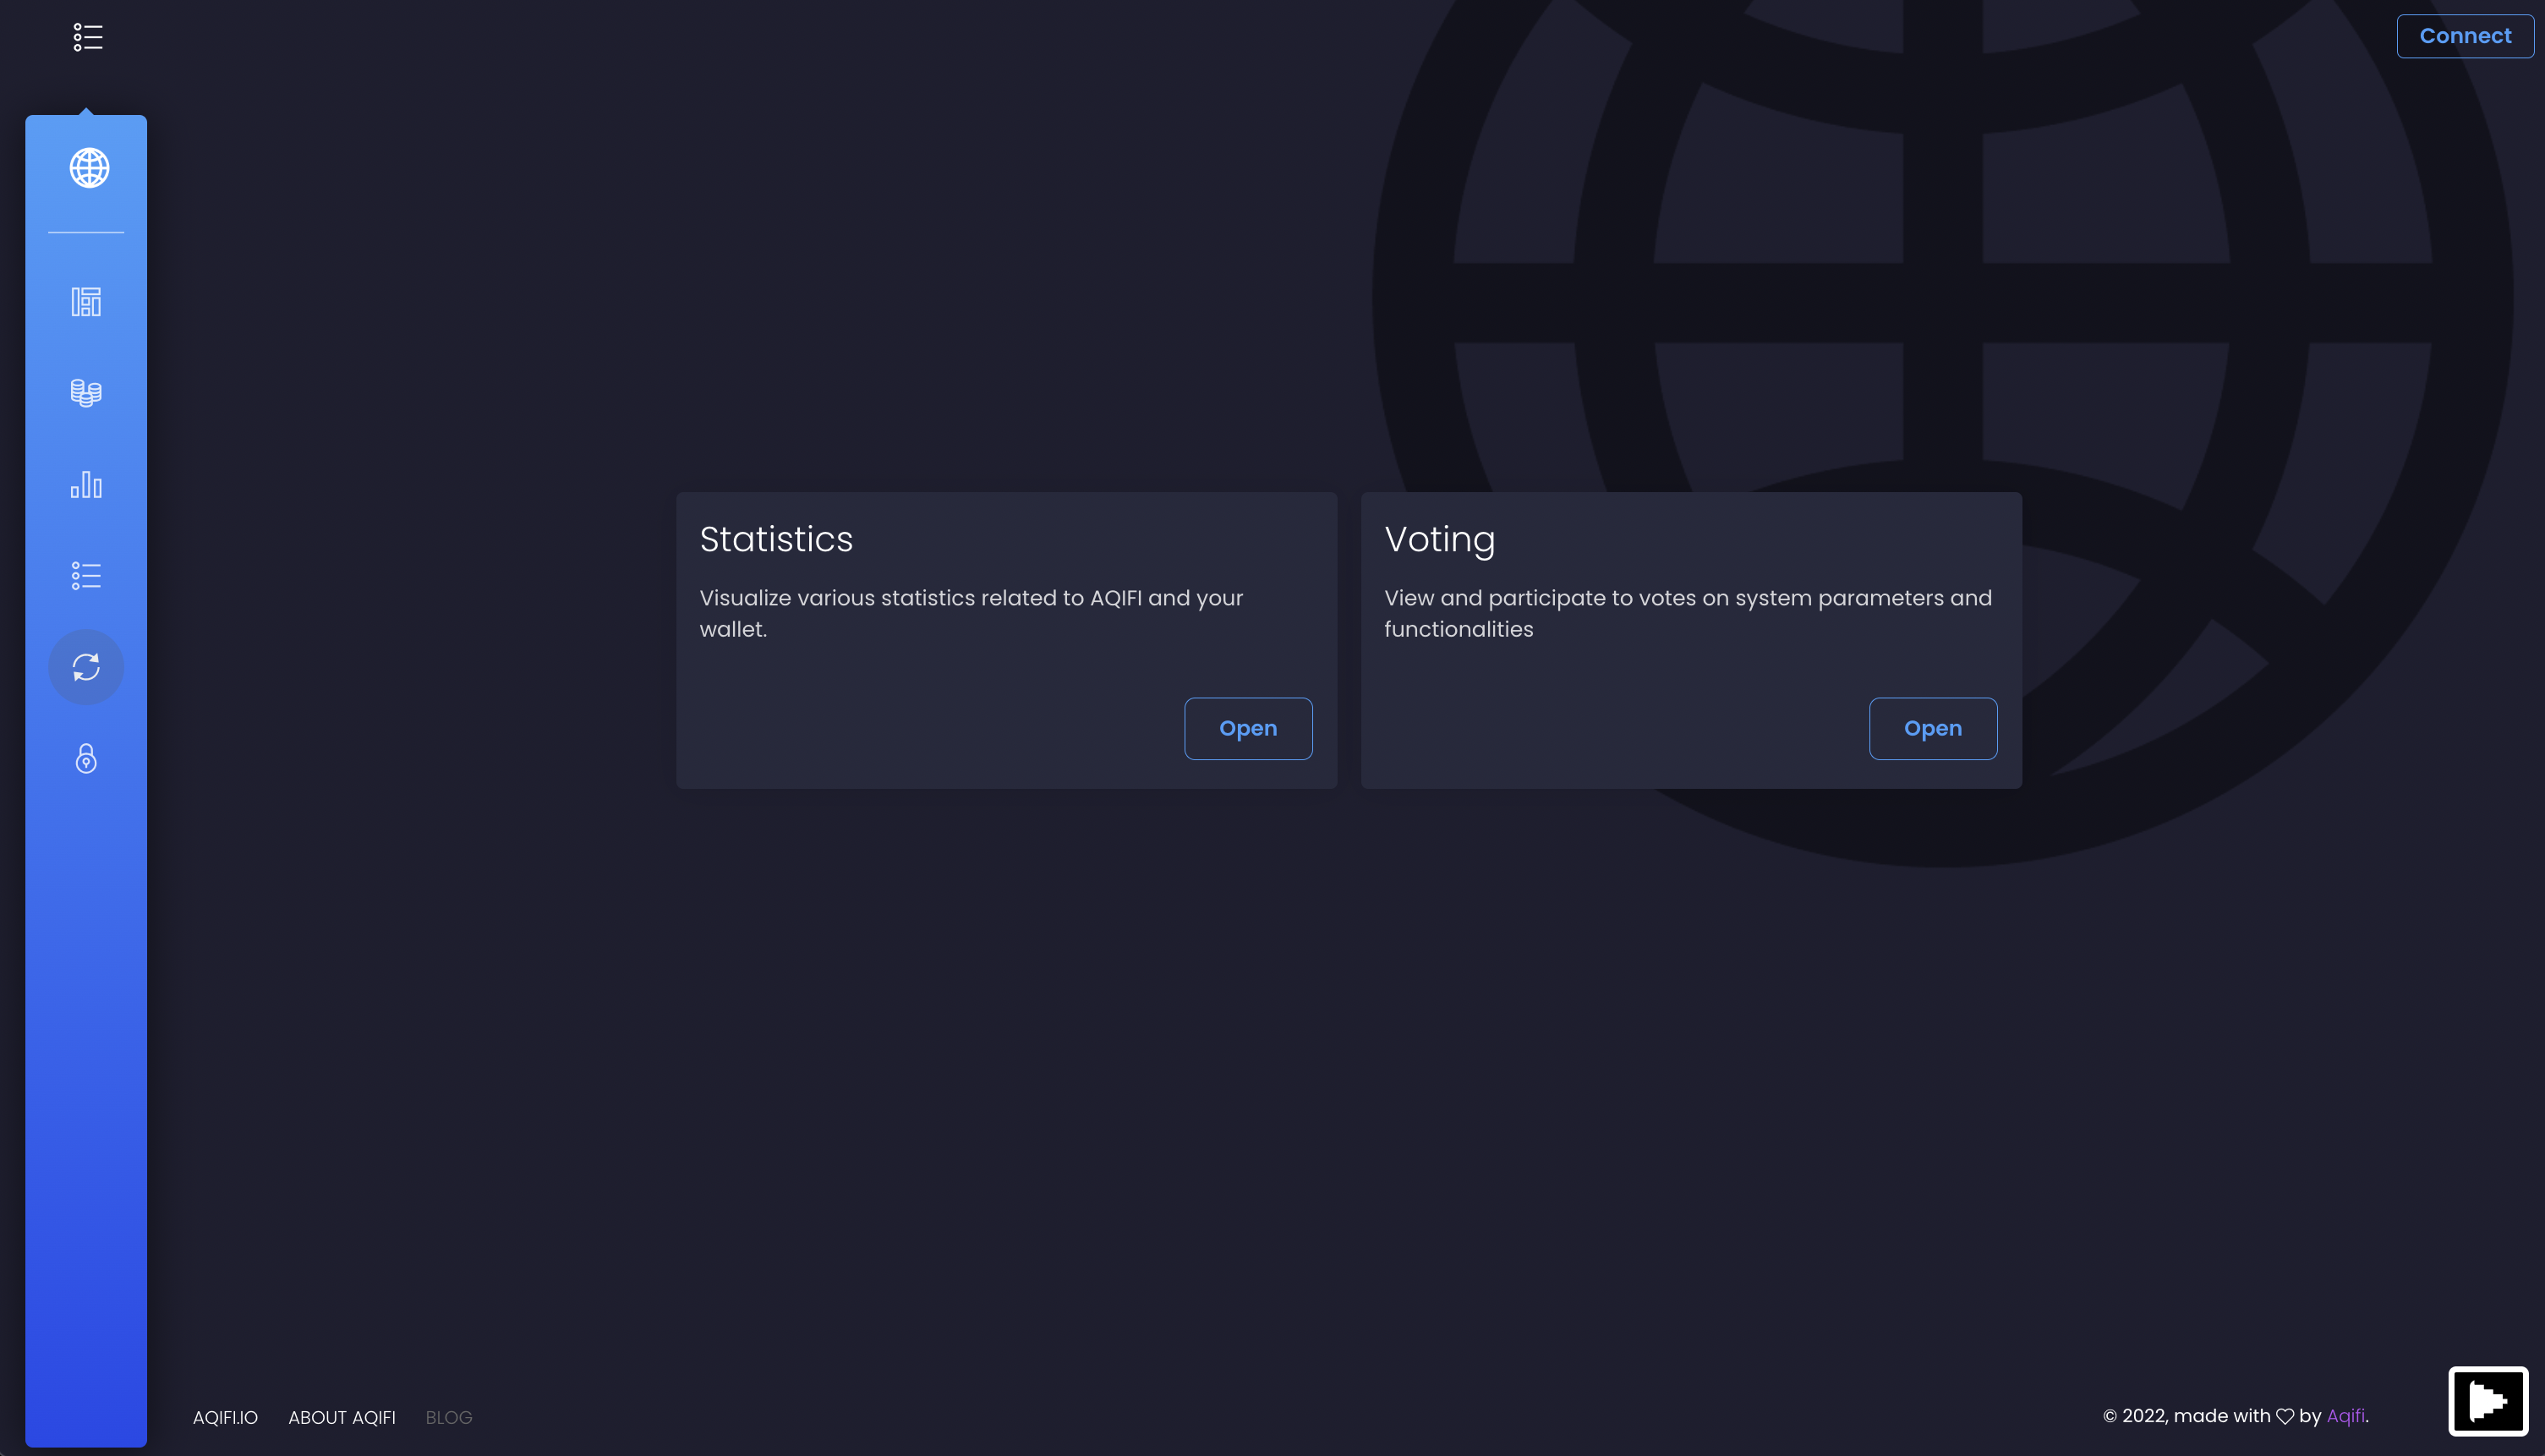 Connect
Statistics
Visualize various statistics related to AQIFI and your
wallet.
Open
Voting
View and participate to votes on system parameters and
functionalities
Open
AQIFI.IO
ABOUT AQIFI
BLOG
© 2022, made with ♡ by Aqifi.